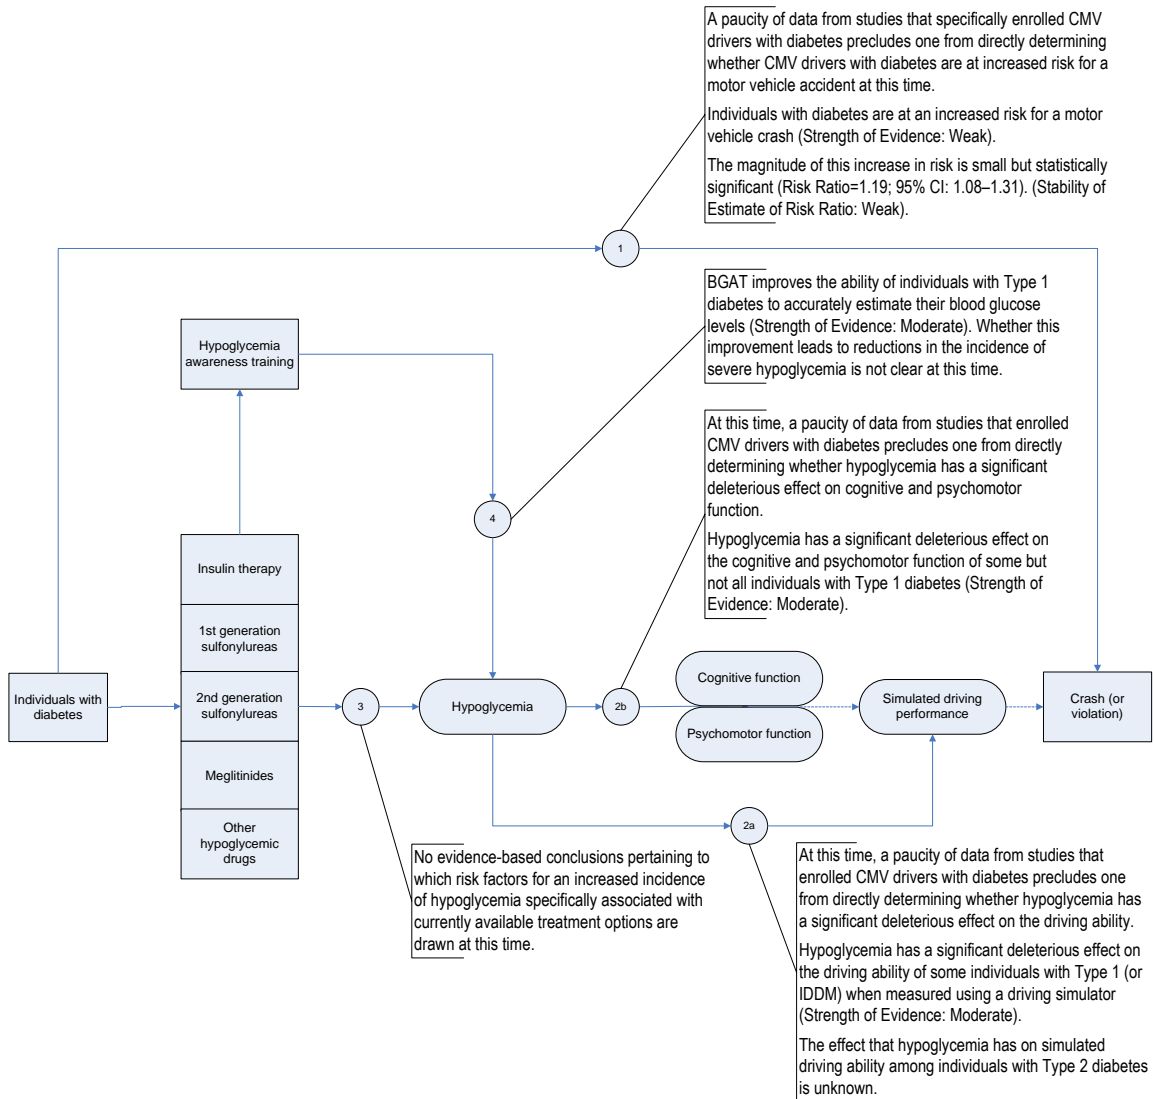 A paucity of data from studies that specifically enrolled CMV
drivers with diabetes precludes one from directly determining
whether CMV drivers with diabetes are at increased risk for a
motor vehicle accident at this time.
Individuals with diabetes are at an increased risk for a motor
vehicle crash (Strength of Evidence: Weak).
The magnitude of this increase in risk is small but statistically
significant (Risk Ratio=1.19; 95% CI: 1.08–1.31). (Stability of
Estimate of Risk Ratio: Weak).
1
BGAT improves the ability of individuals with Type 1
diabetes to accurately estimate their blood glucose
levels (Strength of Evidence: Moderate). Whether this
improvement leads to reductions in the incidence of
severe hypoglycemia is not clear at this time.
Hypoglycemia
awareness training
At this time, a paucity of data from studies that enrolled
CMV drivers with diabetes precludes one from directly
determining whether hypoglycemia has a significant
deleterious effect on cognitive and psychomotor
function.
Hypoglycemia has a significant deleterious effect on
the cognitive and psychomotor function of some but
not all individuals with Type 1 diabetes (Strength of
Evidence: Moderate).
4
Insulin therapy
1st generation
sulfonylureas
2nd generation
sulfonylureas
Meglitinides
Other
hypoglycemic
drugs
Individuals with
diabetes
3
Hypoglycemia
2b
Cognitive function
Psychomotor function
Simulated driving
performance
Crash (or
violation)
2a
No evidence-based conclusions pertaining to
which risk factors for an increased incidence
of hypoglycemia specifically associated with
currently available treatment options are
drawn at this time.
At this time, a paucity of data from studies that
enrolled CMV drivers with diabetes precludes one
from directly determining whether hypoglycemia has
a significant deleterious effect on the driving ability.
Hypoglycemia has a significant deleterious effect on
the driving ability of some individuals with Type 1 (or
IDDM) when measured using a driving simulator
(Strength of Evidence: Moderate).
The effect that hypoglycemia has on simulated
driving ability among individuals with Type 2 diabetes
is unknown.